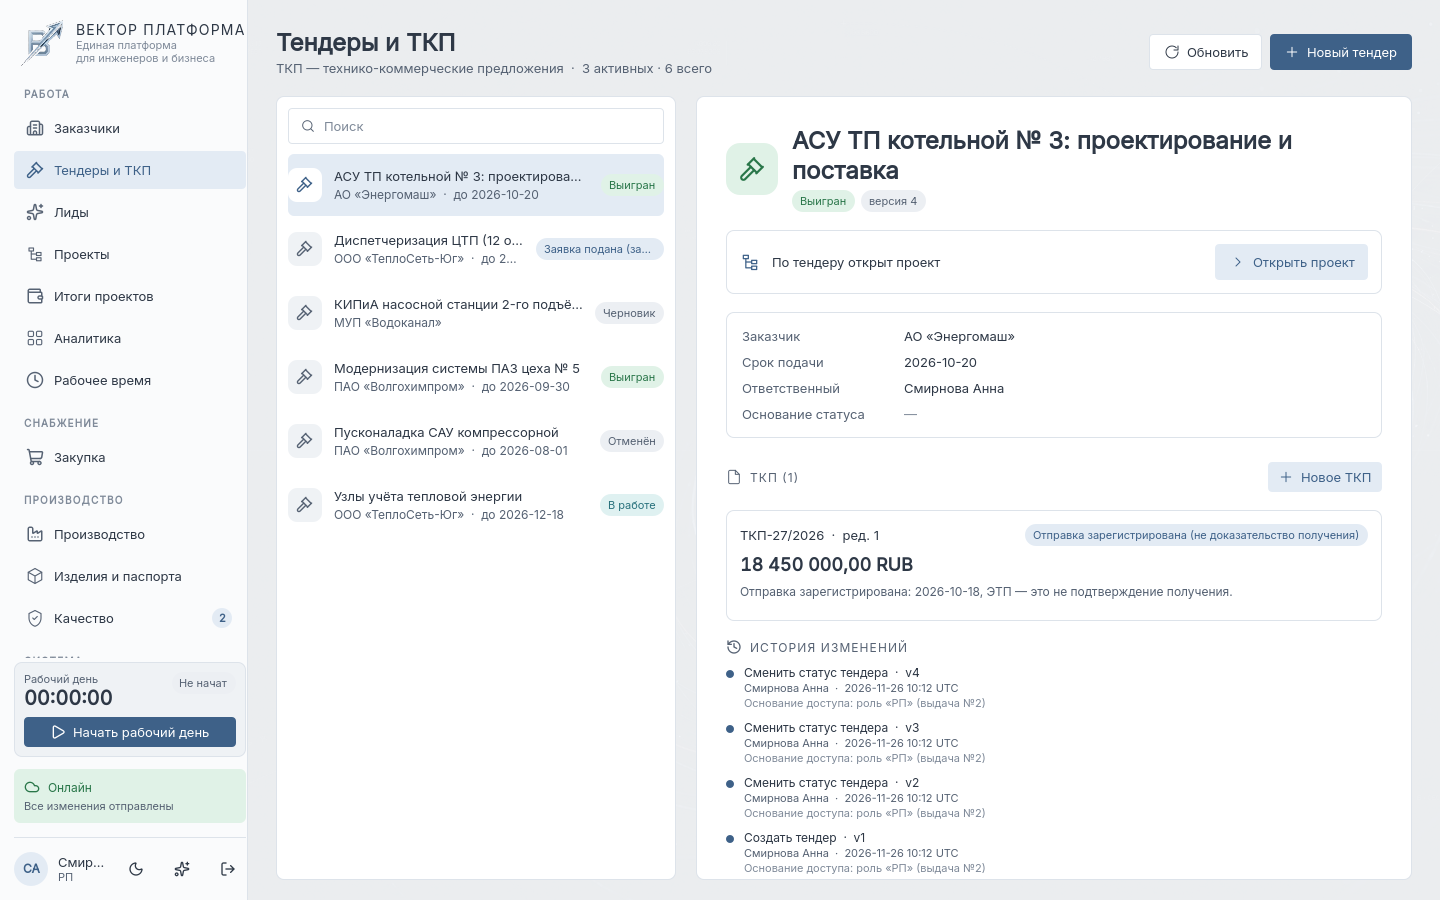 ВЕКТОР ПЛАТФОРМА
Единая платформа
для инженеров и бизнеса
РАБОТА
Заказчики
Тендеры и ТКП
Лиды
Проекты
Итоги проектов
Аналитика
Рабочее время
СНАБЖЕНИЕ
Закупка
ПРОИЗВОДСТВО
Производство
Изделия и паспорта
Качество 2
Рабочий день
Не начат
00:00:00
Начать рабочий день
Онлайн
Все изменения отправлены
СА
Смир...
РП
Тендеры и ТКП
ТКП — технико-коммерческие предложения · 3 активных · 6 всего
Обновить
Новый тендер
Поиск
АСУ ТП котельной № 3: проектирова...
АО «Энергомаш» · до 2026-10-20
Выигран
Диспетчеризация ЦТП (12 о...
ООО «ТеплоСеть-Юг» · до 2...
Заявка подана (за...
КИПиА насосной станции 2-го подъё...
МУП «Водоканал»
Черновик
Модернизация системы ПАЗ цеха № 5
ПАО «Волгохимпром» · до 2026-09-30
Выигран
Пусконаладка САУ компрессорной
ПАО «Волгохимпром» · до 2026-08-01
Отменён
Узлы учёта тепловой энергии
ООО «ТеплоСеть-Юг» · до 2026-12-18
В работе
АСУ ТП котельной № 3: проектирование и
поставка
Выигран
версия 4
По тендеру открыт проект
Открыть проект
Заказчик АО «Энергомаш»
Срок подачи 2026-10-20
Ответственный Смирнова Анна
Основание статуса —
ТКП (1)
Новое ТКП
ТКП-27/2026 · ред. 1
Отправка зарегистрирована (не доказательство получения)
18 450 000,00 RUB
Отправка зарегистрирована: 2026-10-18, ЭТП — это не подтверждение получения.
ИСТОРИЯ ИЗМЕНЕНИЙ
Сменить статус тендера · v4
Смирнова Анна · 2026-11-26 10:12 UTC
Основание доступа: роль «РП» (выдача №2)
Сменить статус тендера · v3
Смирнова Анна · 2026-11-26 10:12 UTC
Основание доступа: роль «РП» (выдача №2)
Сменить статус тендера · v2
Смирнова Анна · 2026-11-26 10:12 UTC
Основание доступа: роль «РП» (выдача №2)
Создать тендер · v1
Смирнова Анна · 2026-11-26 10:12 UTC
Основание доступа: роль «РП» (выдача №2)